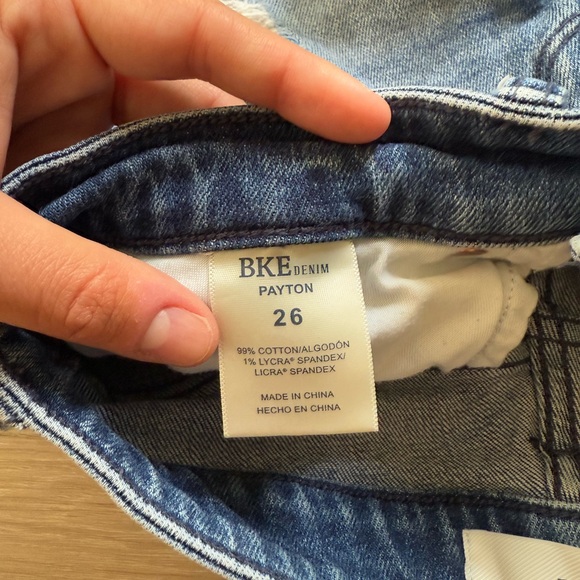 BKE DENIM
PAYTON
26
99% COTTON/ALGODÓN
1% LYCRA® SPANDEX/
LICRA® SPANDEX
MADE IN CHINA
HECHO EN CHINA